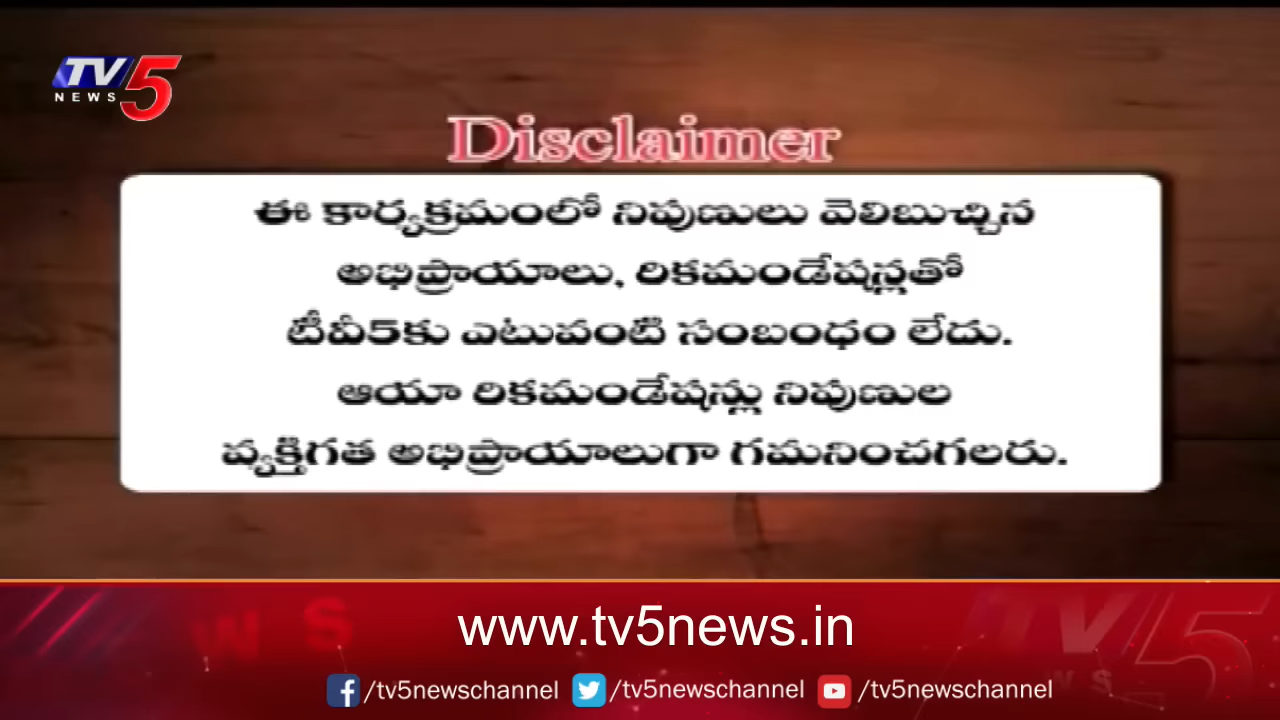 TV5
NEWS
Disclaimer
ఈ కార్యక్రమంలో నిపుణులు వెలిబుచ్చిన
అభిప్రాయాలు, రికమండేషన్లతో
టీవీ5కు ఎటువంటి సంబంధం లేదు.
ఆయా రికమండేషన్లు నిపుణుల
వ్యక్తిగత అభిప్రాయాలుగా గమనించగలరు.
www.tv5news.in
/tv5newschannel /tv5newschannel /tv5newschannel